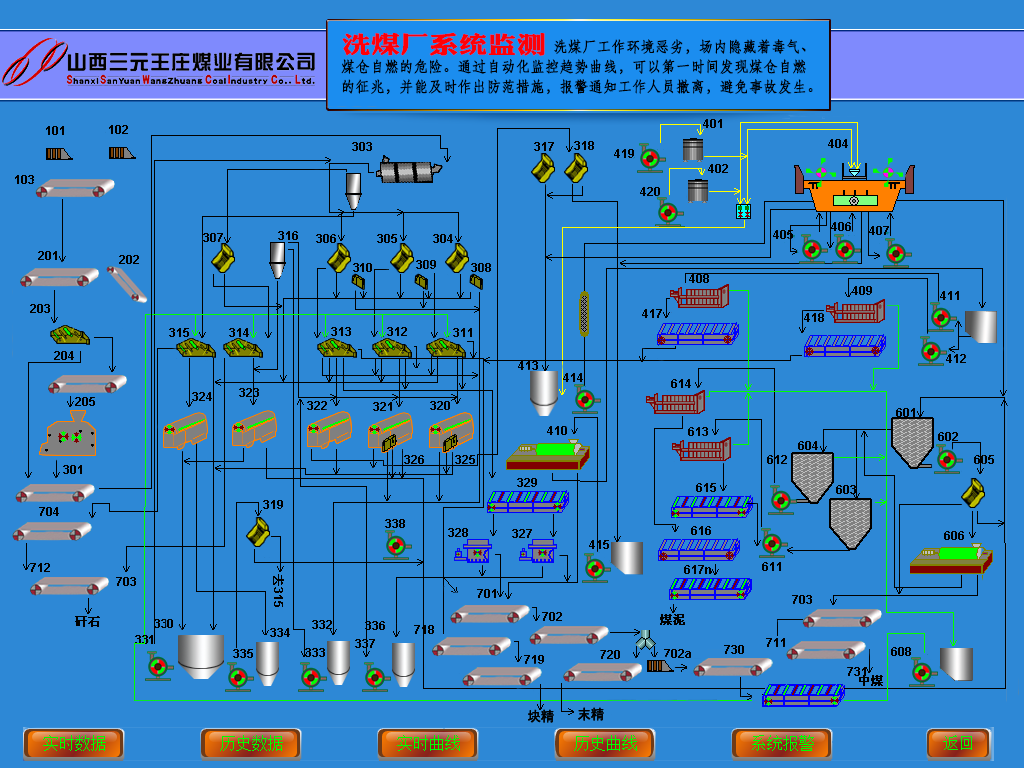 山西三元王庄煤业有限公司
Shanxi SanYuan WangZhuang Coal Industry Co., Ltd.
洗煤厂系统监测 洗煤厂工作环境恶劣，场内隐藏着毒气、
煤仓自燃的危险。通过自动化监控趋势曲线，可以第一时间发现煤仓自燃
的征兆，并能及时作出防范措施，报警通知工作人员撤离，避免事故发生。
101 102 303 317 318 419 401 402 404
103 420
307 316 306 305 304 405 406 407
201 202 310 309 308
408 409 411
203 315 314 313 312 311 417 418 412
204 413 414 614
205 324 323 322 321 320 410 613 604 601 602
301 326 325 329 612 603 605
704 319 338 328 327 415 615 616 611 606
712 703 去315 701 617n
矸石 702 煤泥 703
331 330 334 332 336 718 711
335 333 337 719 720 702a 730 731 608
中煤
块精 末精
实时数据 历史数据 实时曲线 历史曲线 系统报警 返回